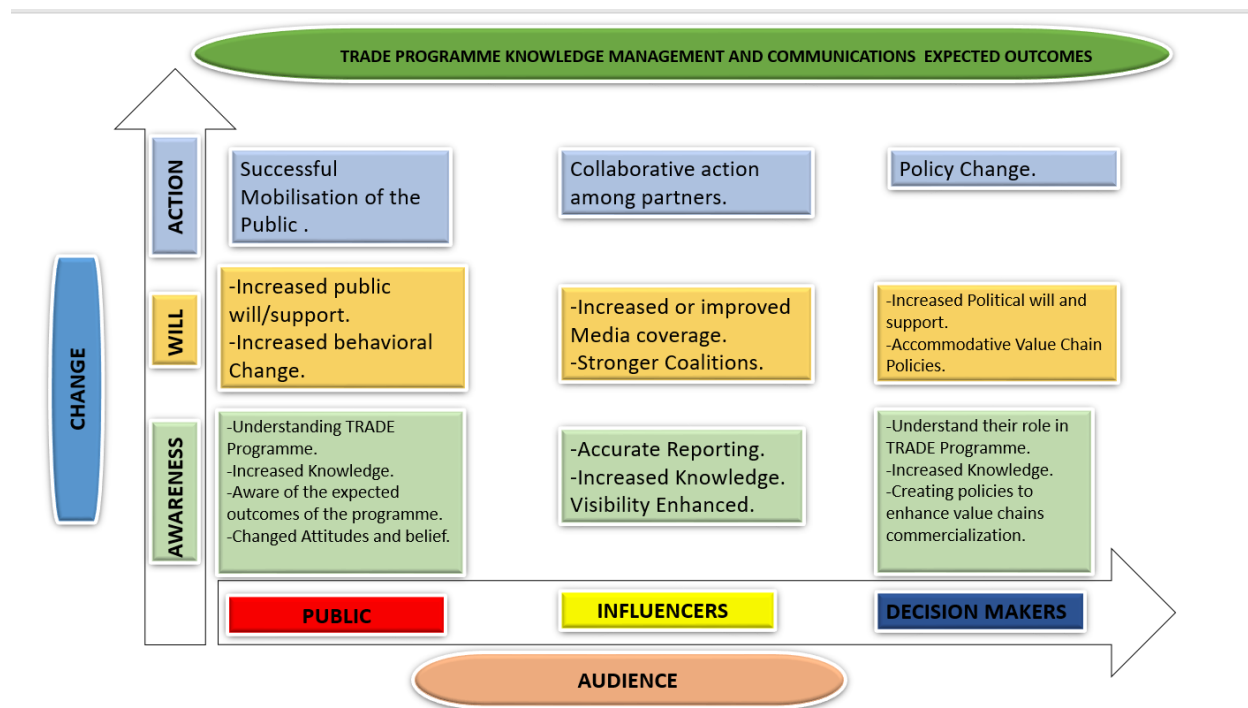 TRADE PROGRAMME KNOWLEDGE MANAGEMENT AND COMMUNICATIONS EXPECTED OUTCOMES
CHANGE
ACTION
Successful
Mobilisation of the
Public .
Collaborative action
among partners.
Policy Change.
WILL
-Increased public
will/support.
-Increased behavioral
Change.
-Increased or improved
Media coverage.
-Stronger Coalitions.
-Increased Political will and
support.
-Accommodative Value Chain
Policies.
AWARENESS
-Understanding TRADE
Programme.
-Increased Knowledge.
-Aware of the expected
outcomes of the programme.
-Changed Attitudes and belief.
-Accurate Reporting.
-Increased Knowledge.
Visibility Enhanced.
-Understand their role in
TRADE Programme.
-Increased Knowledge.
-Creating policies to
enhance value chains
commercialization.
PUBLIC
INFLUENCERS
DECISION MAKERS
AUDIENCE